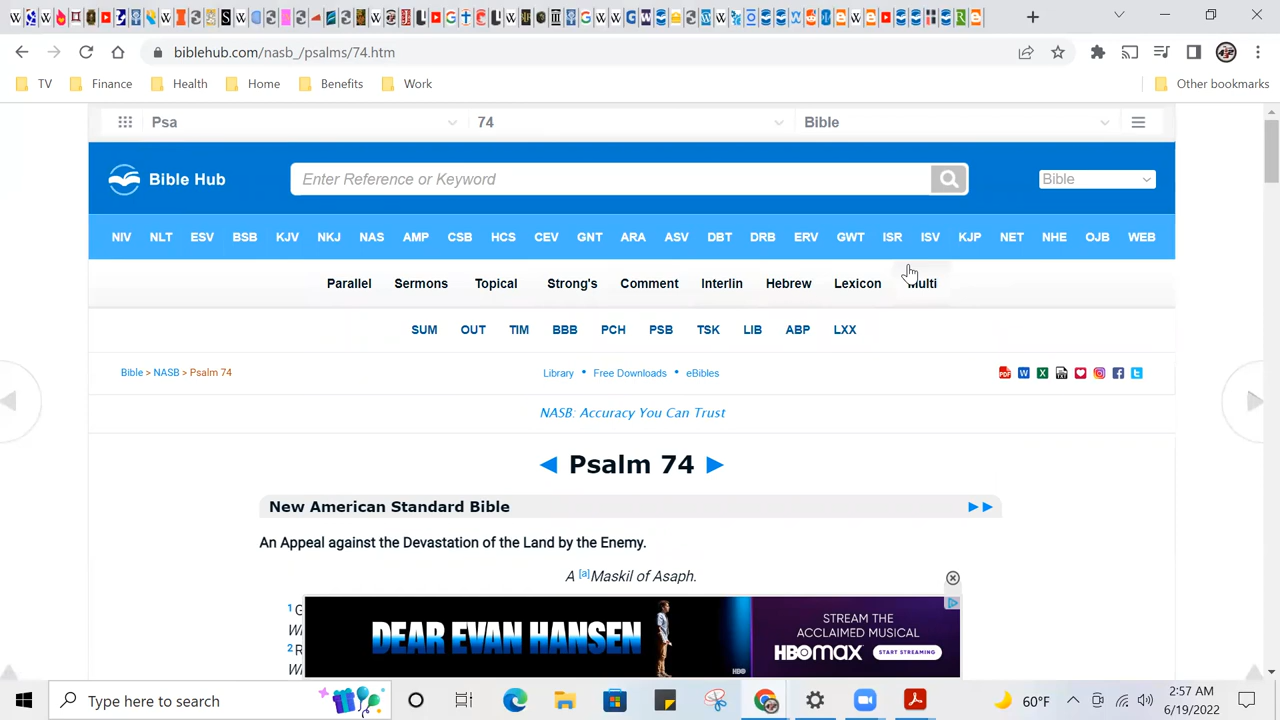 biblehub.com/nasb_/psalms/74.htm
TV Finance Health Home Benefits Work Other bookmarks
Psa 74 Bible
Bible Hub Enter Reference or Keyword Bible
NIV NLT ESV BSB KJV NKJ NAS AMP CSB HCS CEV GNT ARA ASV DBT DRB ERV GWT ISR ISV KJP NET NHE OJB WEB
Parallel Sermons Topical Strong's Comment Interlin Hebrew Lexicon Multi
SUM OUT TIM BBB PCH PSB TSK LIB ABP LXX
Bible > NASB > Psalm 74 Library • Free Downloads • eBibles
NASB: Accuracy You Can Trust
◄ Psalm 74 ►
New American Standard Bible ►►
An Appeal against the Devastation of the Land by the Enemy.
A [a]Maskil of Asaph.
1
2
DEAR EVAN HANSEN
HBO
STREAM THE
ACCLAIMED MUSICAL
HBOMAX START STREAMING
Type here to search 60°F 2:57 AM
6/19/2022